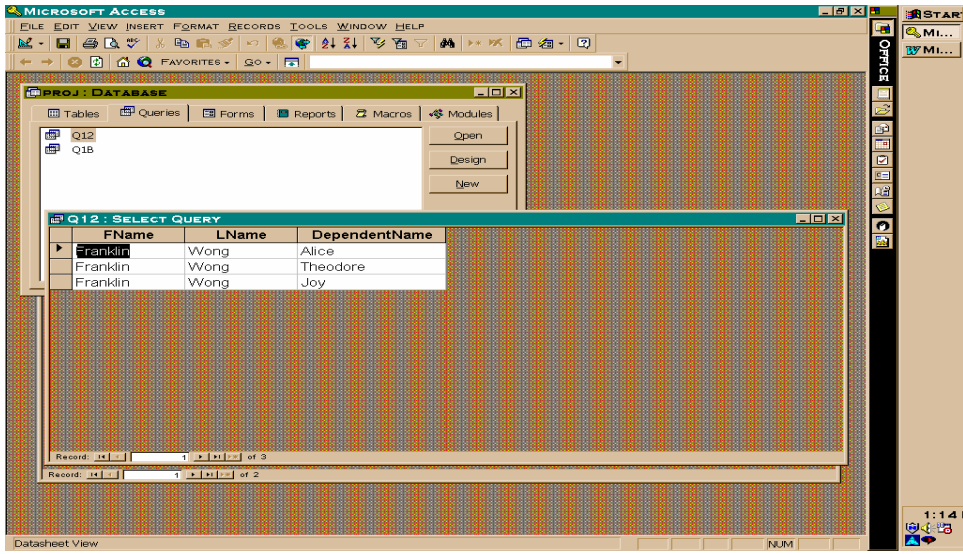 MICROSOFT ACCESS
FILE EDIT VIEW INSERT FORMAT RECORDS TOOLS WINDOW HELP
ABC
FAVORITES GO
PROJ : DATABASE
Tables Queries Forms Reports Macros Modules
Q12
Q1B
Open
Design
New
Q12 : SELECT QUERY
FName LName DependentName
Franklin Wong Alice
Franklin Wong Theodore
Franklin Wong Joy
Record: 1 of 3
Record: 1 of 2
Datasheet View NUM
OFFICE
START
MI...
MI...
1:14